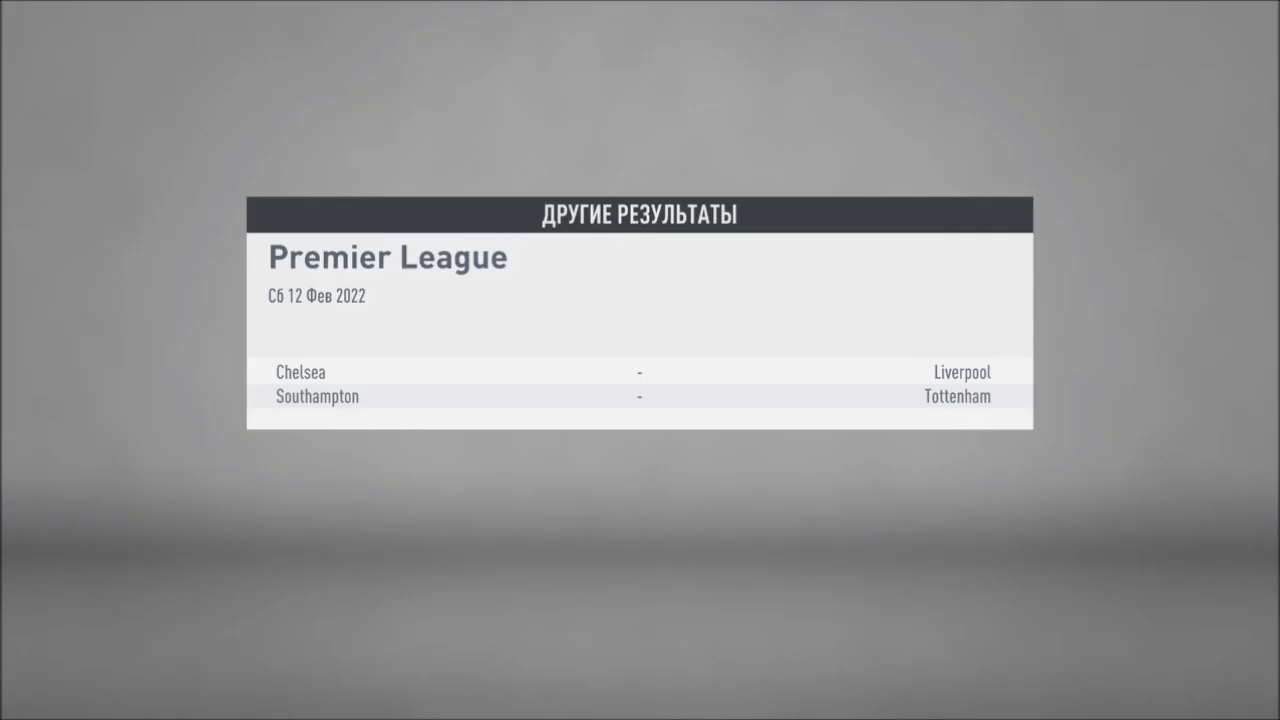 ДРУГИЕ РЕЗУЛЬТАТЫ
Premier League
Сб 12 Фев 2022
Chelsea - Liverpool
Southampton - Tottenham